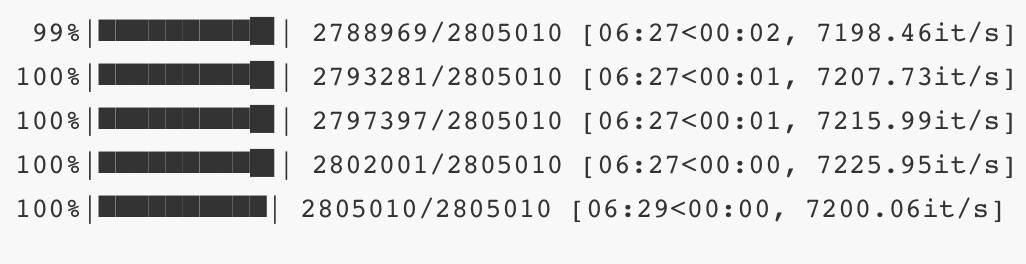 99%|█████████▉| 2788969/2805010 [06:27<00:02, 7198.46it/s]
100%|█████████▉| 2793281/2805010 [06:27<00:01, 7207.73it/s]
100%|█████████▉| 2797397/2805010 [06:27<00:01, 7215.99it/s]
100%|█████████▉| 2802001/2805010 [06:27<00:00, 7225.95it/s]
100%|██████████| 2805010/2805010 [06:29<00:00, 7200.06it/s]